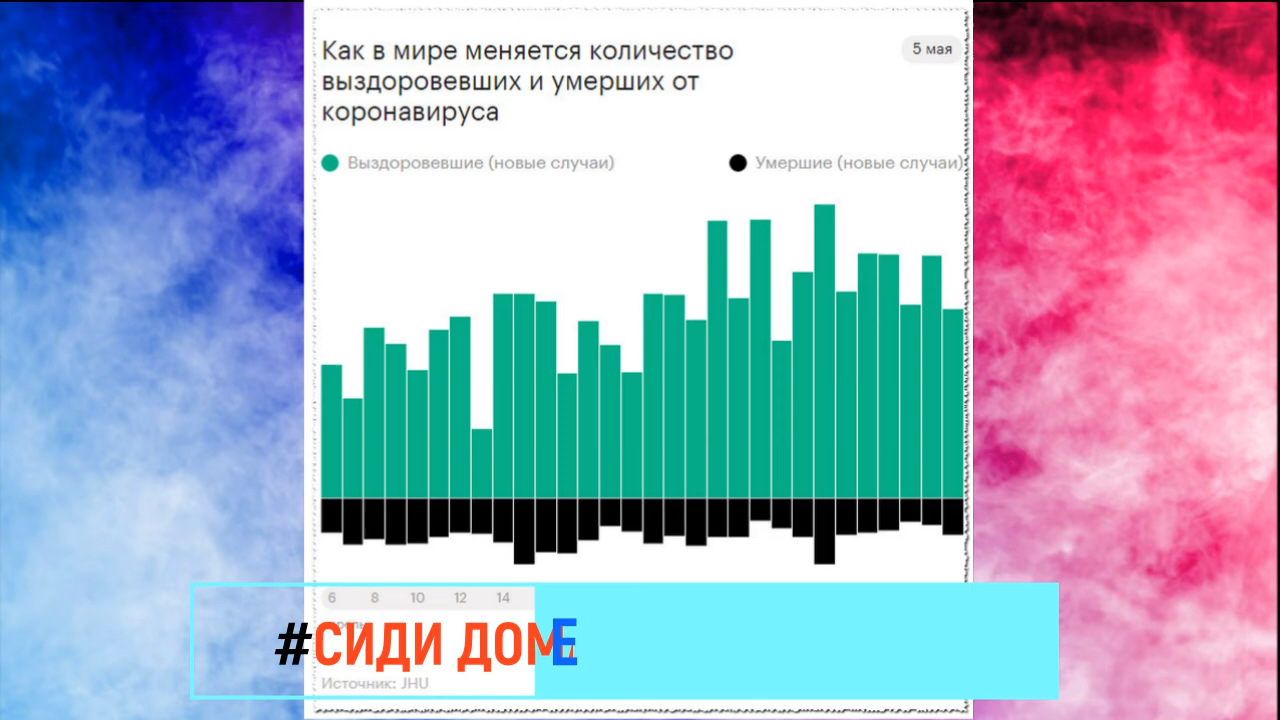 Как в мире меняется количество
выздоровевших и умерших от
коронавируса
5 мая
Выздоровевшие (новые случаи)
Умершие (новые случаи)
6 8 10 12 14
#СИДИ ДОМЕ
Источник: JHU